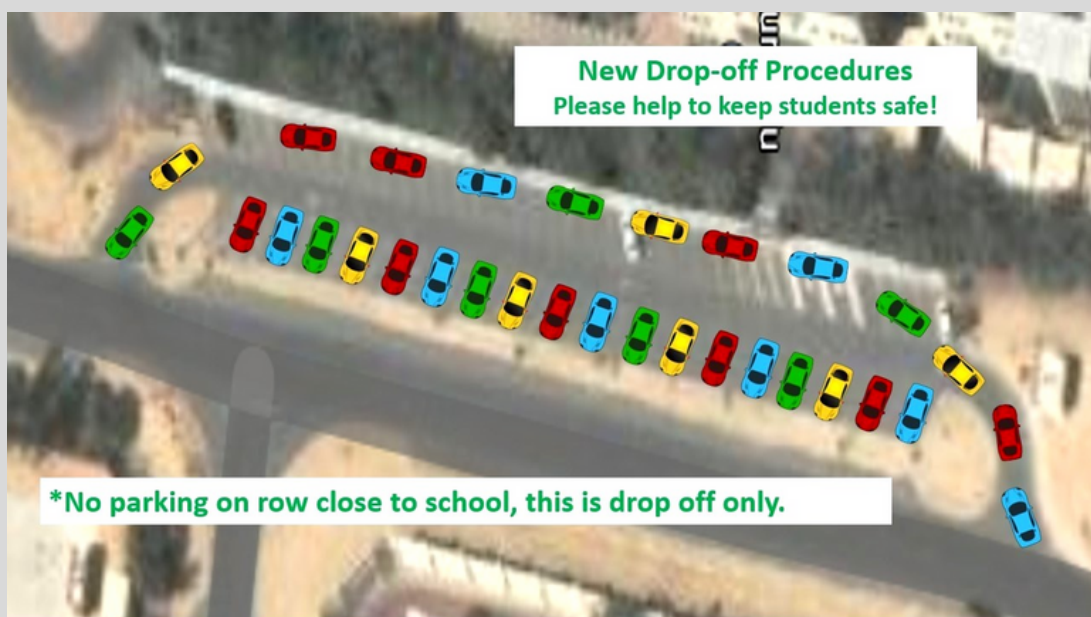 New Drop-off Procedures
Please help to keep students safe!
*No parking on row close to school, this is drop off only.